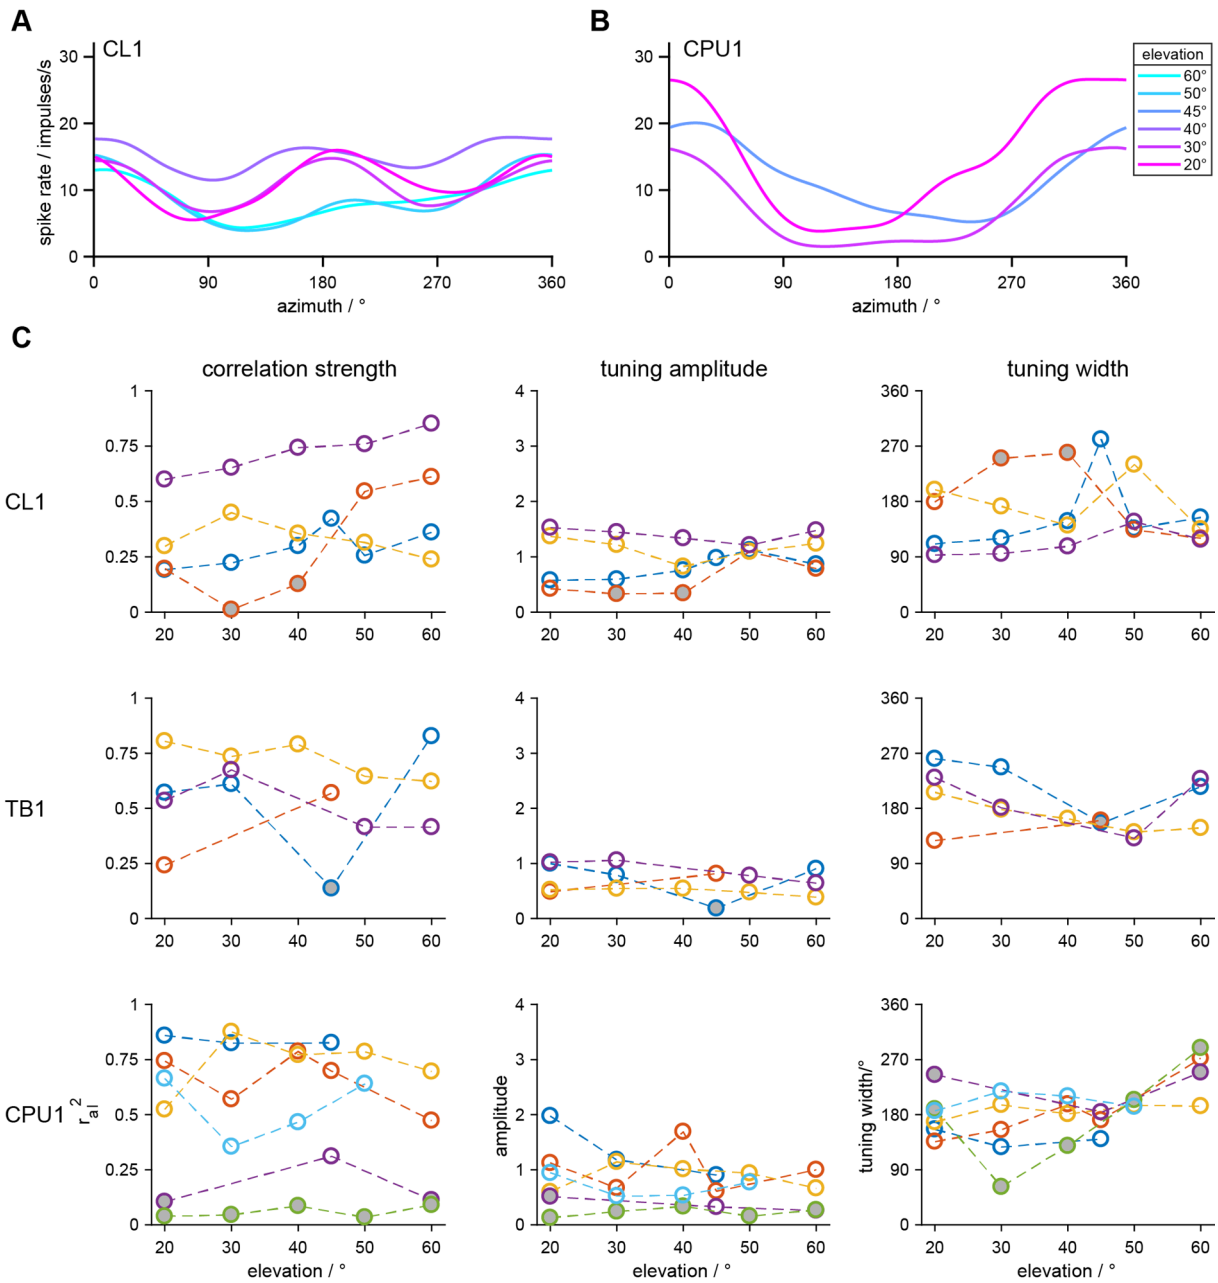 A
B
CL1
CPU1
elevation
60°
50°
45°
40°
30°
20°
spike rate / impulses/s
30
20
10
0
0 90 180 270 360
azimuth / °
30
20
10
0
0 90 180 270 360
azimuth / °
C
correlation strength
tuning amplitude
tuning width
CL1
1
0.75
0.5
0.25
0
20 30 40 50 60
4
3
2
1
0
20 30 40 50 60
360
270
180
90
0
20 30 40 50 60
TB1
1
0.75
0.5
0.25
0
20 30 40 50 60
4
3
2
1
0
20 30 40 50 60
360
270
180
90
0
20 30 40 50 60
CPU1
r_al^2
1
0.75
0.5
0.25
0
20 30 40 50 60
elevation / °
amplitude
4
3
2
1
0
20 30 40 50 60
elevation / °
tuning width/°
360
270
180
90
0
20 30 40 50 60
elevation / °